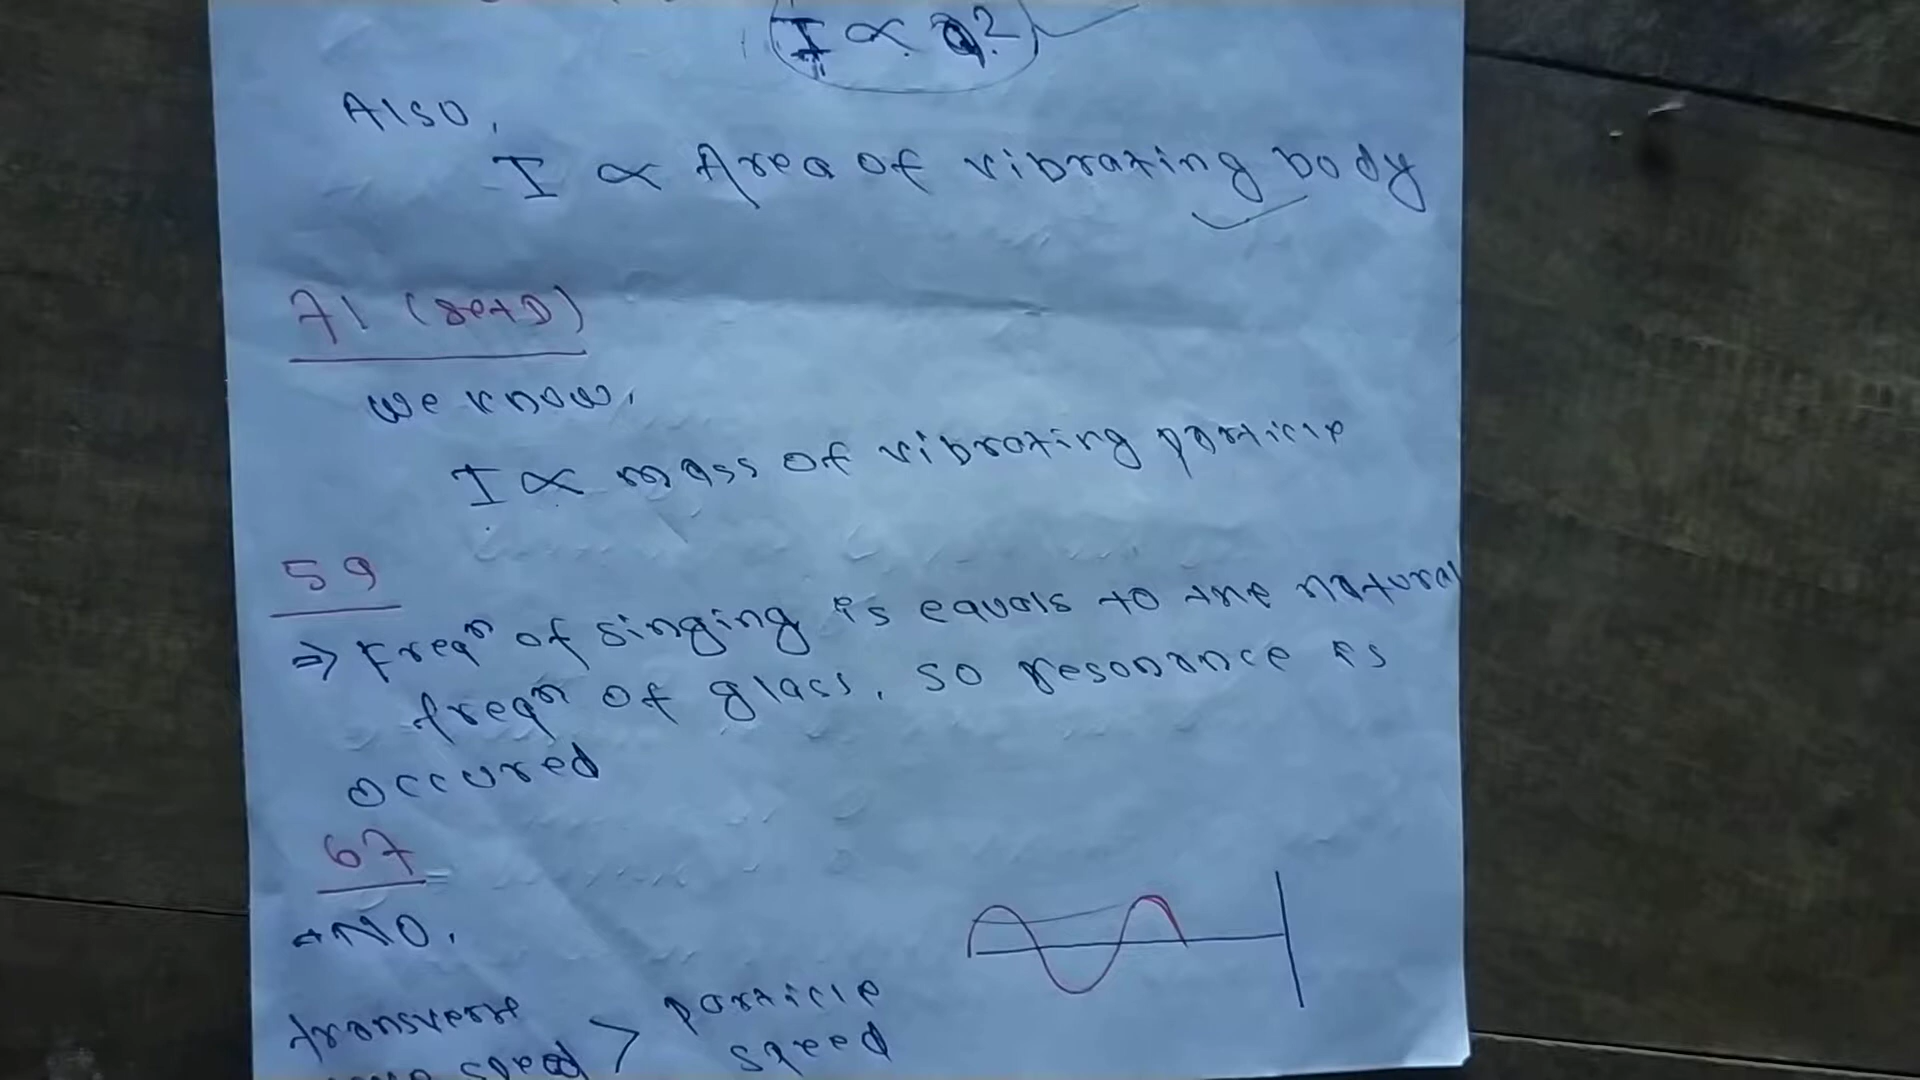 I ∝ a²
Also,
I ∝ Area of vibrating body
71 (set D)
we know,
I ∝ mass of vibrating particle
59
⇒ Freqⁿ of singing is equals to the natural
freqⁿ of glass, so resonance is
occured
67
→ NO.
transverse
> particle
speed
speed